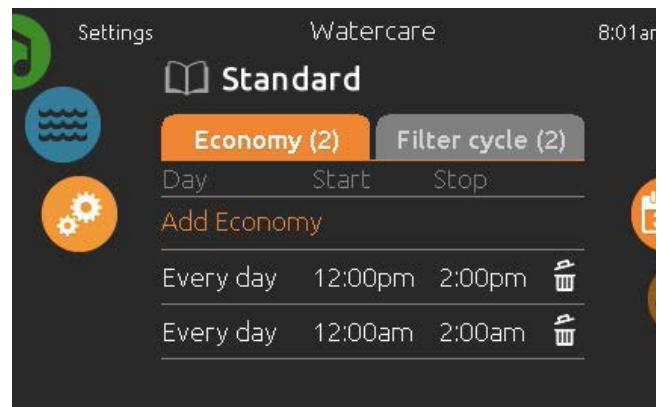 Settings Watercare 8:01am
Standard
Economy (2) Filter cycle (2)
Day Start Stop
Add Economy
Every day 12:00pm 2:00pm
Every day 12:00am 2:00am